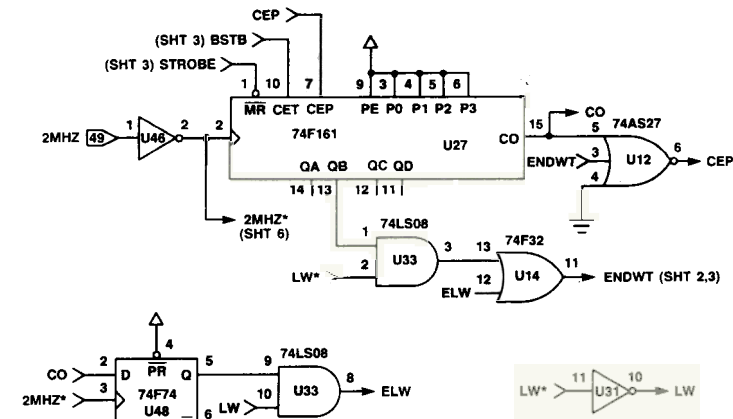 CEP
(SHT 3) BSTB
(SHT 3) STROBE
1 10 7 9 3 4 5 6
MR CET CEP PE P0 P1 P2 P3
2MHZ 49 1 U46 2 2
74F161
U27
CO 15
CO
QA QB QC QD
14 13 12 11
74AS27
5
ENDWT 3 U12 6 CEP
4
2MHZ*
(SHT 6)
74LS08
1 3
U33
LW* 2
74F32
13
U14 11 ENDWT (SHT 2,3)
ELW 12
4
PR
CO 2 D Q 5
2MHZ* 3 74F74
U48
6
74LS08
9
U33 8 ELW
LW 10
LW* 11 U31 10 LW